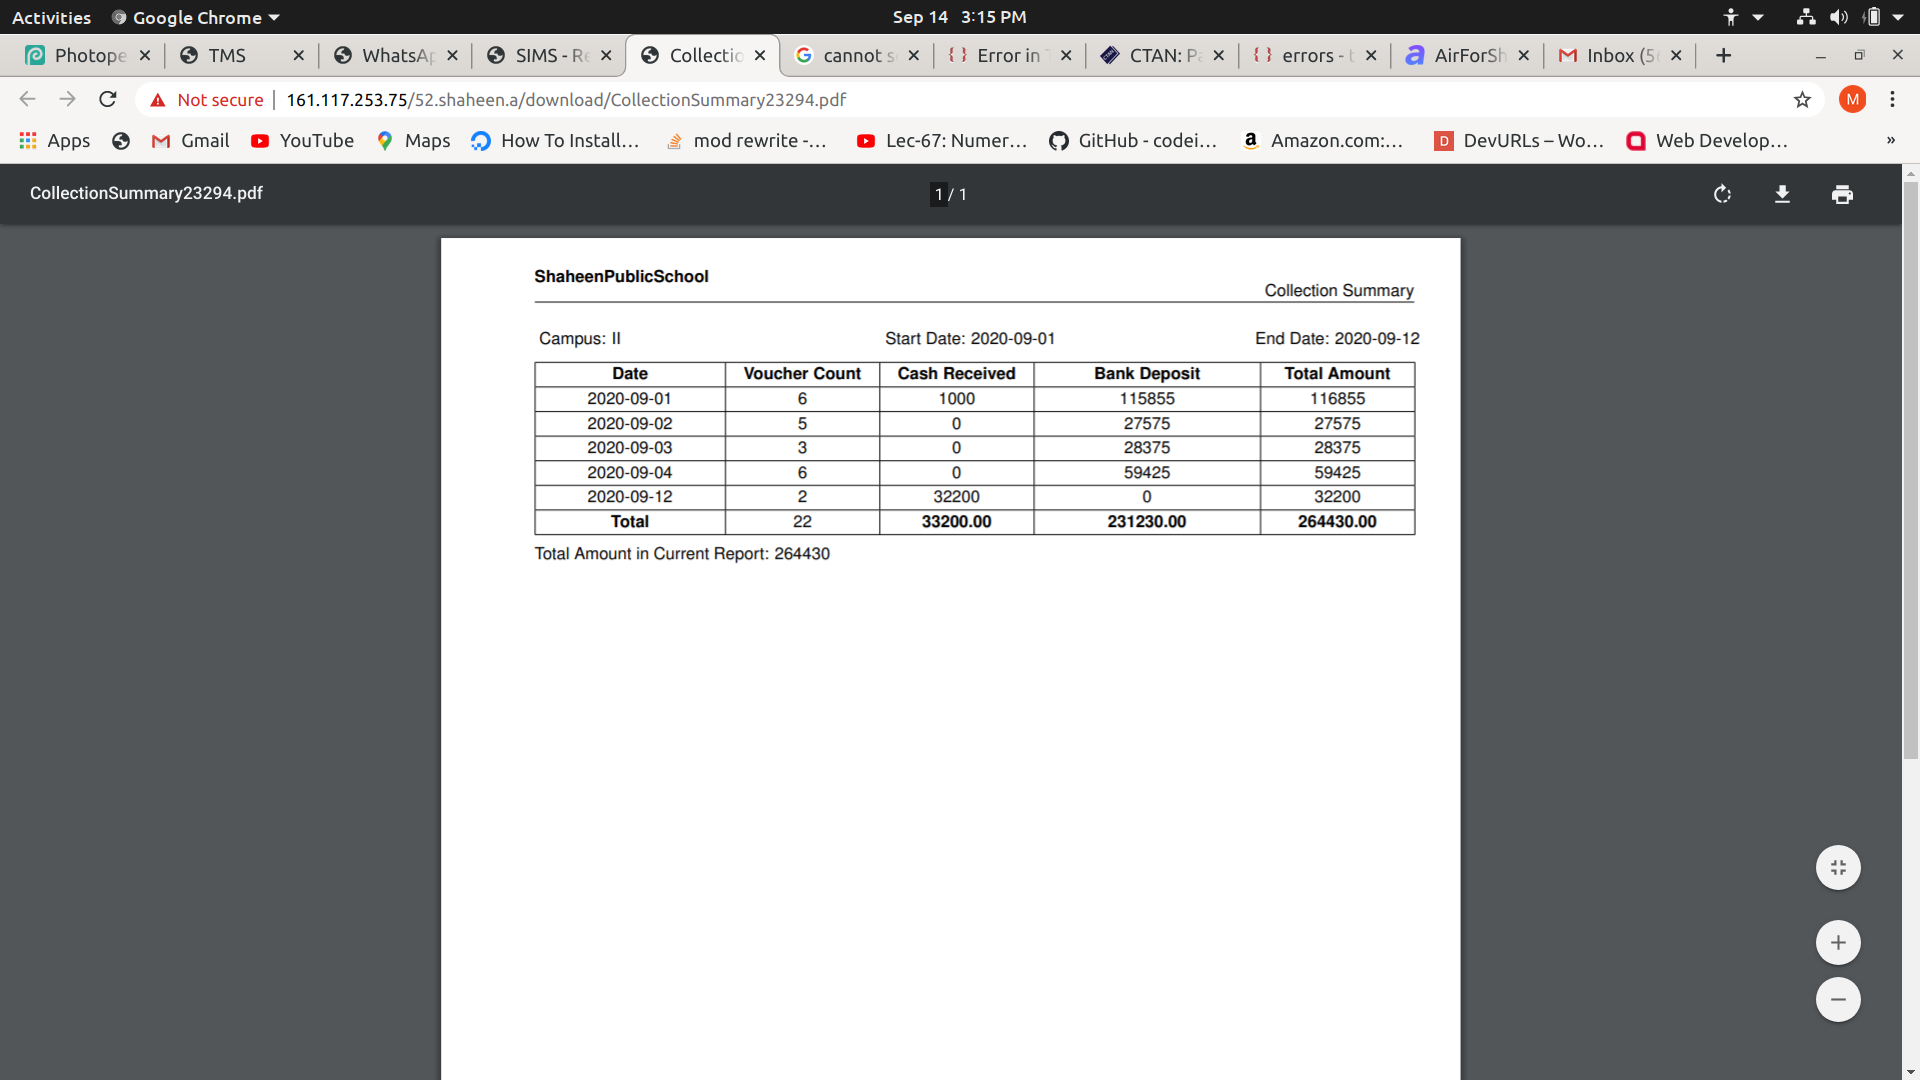 Activities Google Chrome Sep 14 3:15 PM
Photope TMS WhatsAp SIMS - Re Collectio cannot s Error in CTAN: Pa errors - t AirForSh Inbox (5
Not secure 161.117.253.75/52.shaheen.a/download/CollectionSummary23294.pdf M
Apps Gmail YouTube Maps How To Install... mod rewrite -... Lec-67: Numer... GitHub - codei... a Amazon.com:... D DevURLs – Wo... Web Develop... »
CollectionSummary23294.pdf 1 / 1
ShaheenPublicSchool
Collection Summary
Campus: II Start Date: 2020-09-01 End Date: 2020-09-12
Date Voucher Count Cash Received Bank Deposit Total Amount
2020-09-01 6 1000 115855 116855
2020-09-02 5 0 27575 27575
2020-09-03 3 0 28375 28375
2020-09-04 6 0 59425 59425
2020-09-12 2 32200 0 32200
Total 22 33200.00 231230.00 264430.00
Total Amount in Current Report: 264430